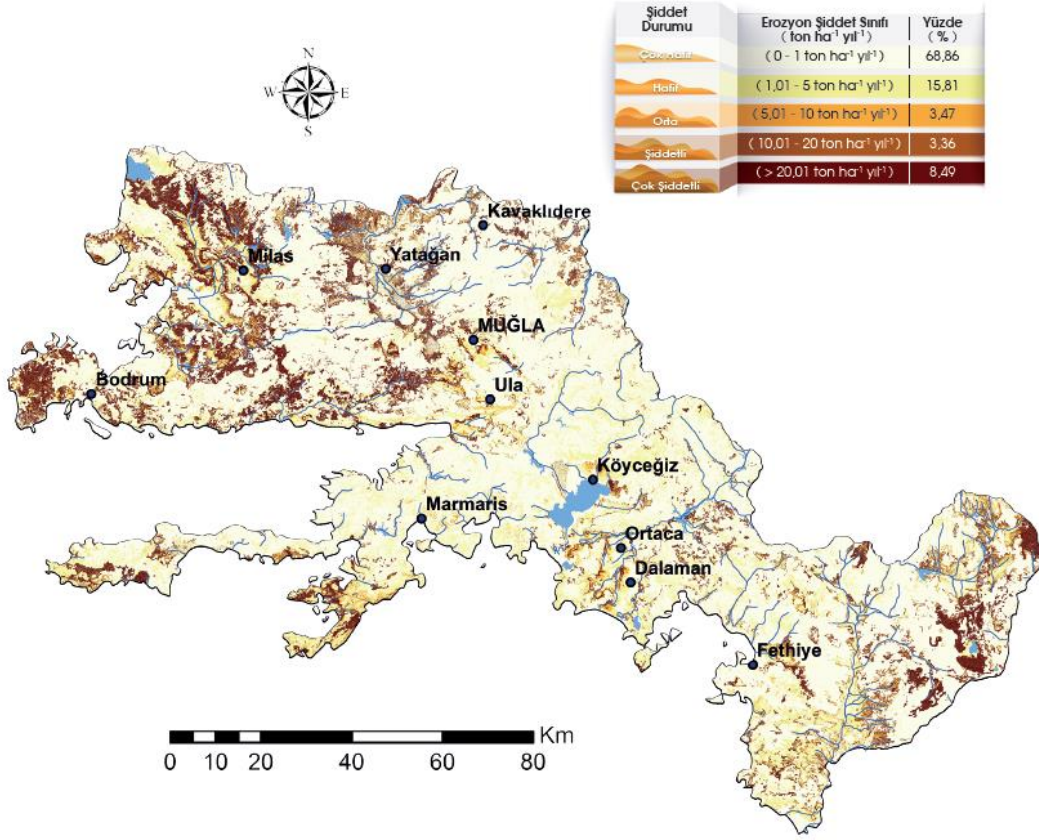 Şiddet
Durumu
Erozyon Şiddet Sınıfı
( ton ha⁻¹ yıl⁻¹)
Yüzde
( % )
Çok Hafif
( 0 - 1 ton ha⁻¹ yıl⁻¹)
68,86
Hafif
( 1,01 - 5 ton ha⁻¹ yıl⁻¹)
15,81
Orta
(5,01 - 10 ton ha⁻¹ yıl⁻¹)
3,47
Şiddetli
(10,01 - 20 ton ha⁻¹ yıl⁻¹)
3,36
Çok Şiddetli
( > 20,01 ton ha⁻¹ yıl⁻¹)
8,49
N
W
E
S
Kavaklıdere
Milas
Yatağan
MUĞLA
Bodrum
Ula
Köyceğiz
Marmaris
Ortaca
Dalaman
Fethiye
Km
0 10 20 40 60 80